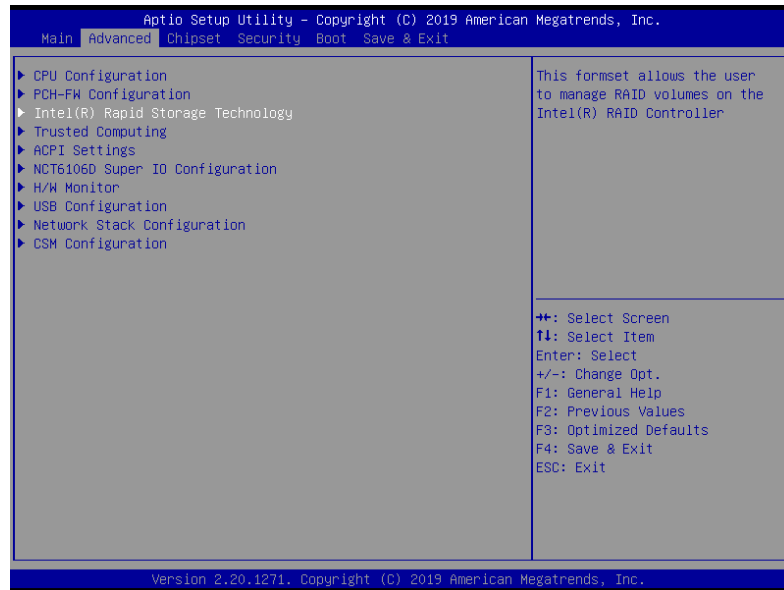 Aptio Setup Utility – Copyright (C) 2019 American Megatrends, Inc.
Main Advanced Chipset Security Boot Save & Exit
▶ CPU Configuration
▶ PCH-FW Configuration
▶ Intel(R) Rapid Storage Technology
▶ Trusted Computing
▶ ACPI Settings
▶ NCT6106D Super IO Configuration
▶ H/W Monitor
▶ USB Configuration
▶ Network Stack Configuration
▶ CSM Configuration
This formset allows the user
to manage RAID volumes on the
Intel(R) RAID Controller
→←: Select Screen
↑↓: Select Item
Enter: Select
+/-: Change Opt.
F1: General Help
F2: Previous Values
F3: Optimized Defaults
F4: Save & Exit
ESC: Exit
Version 2.20.1271. Copyright (C) 2019 American Megatrends, Inc.